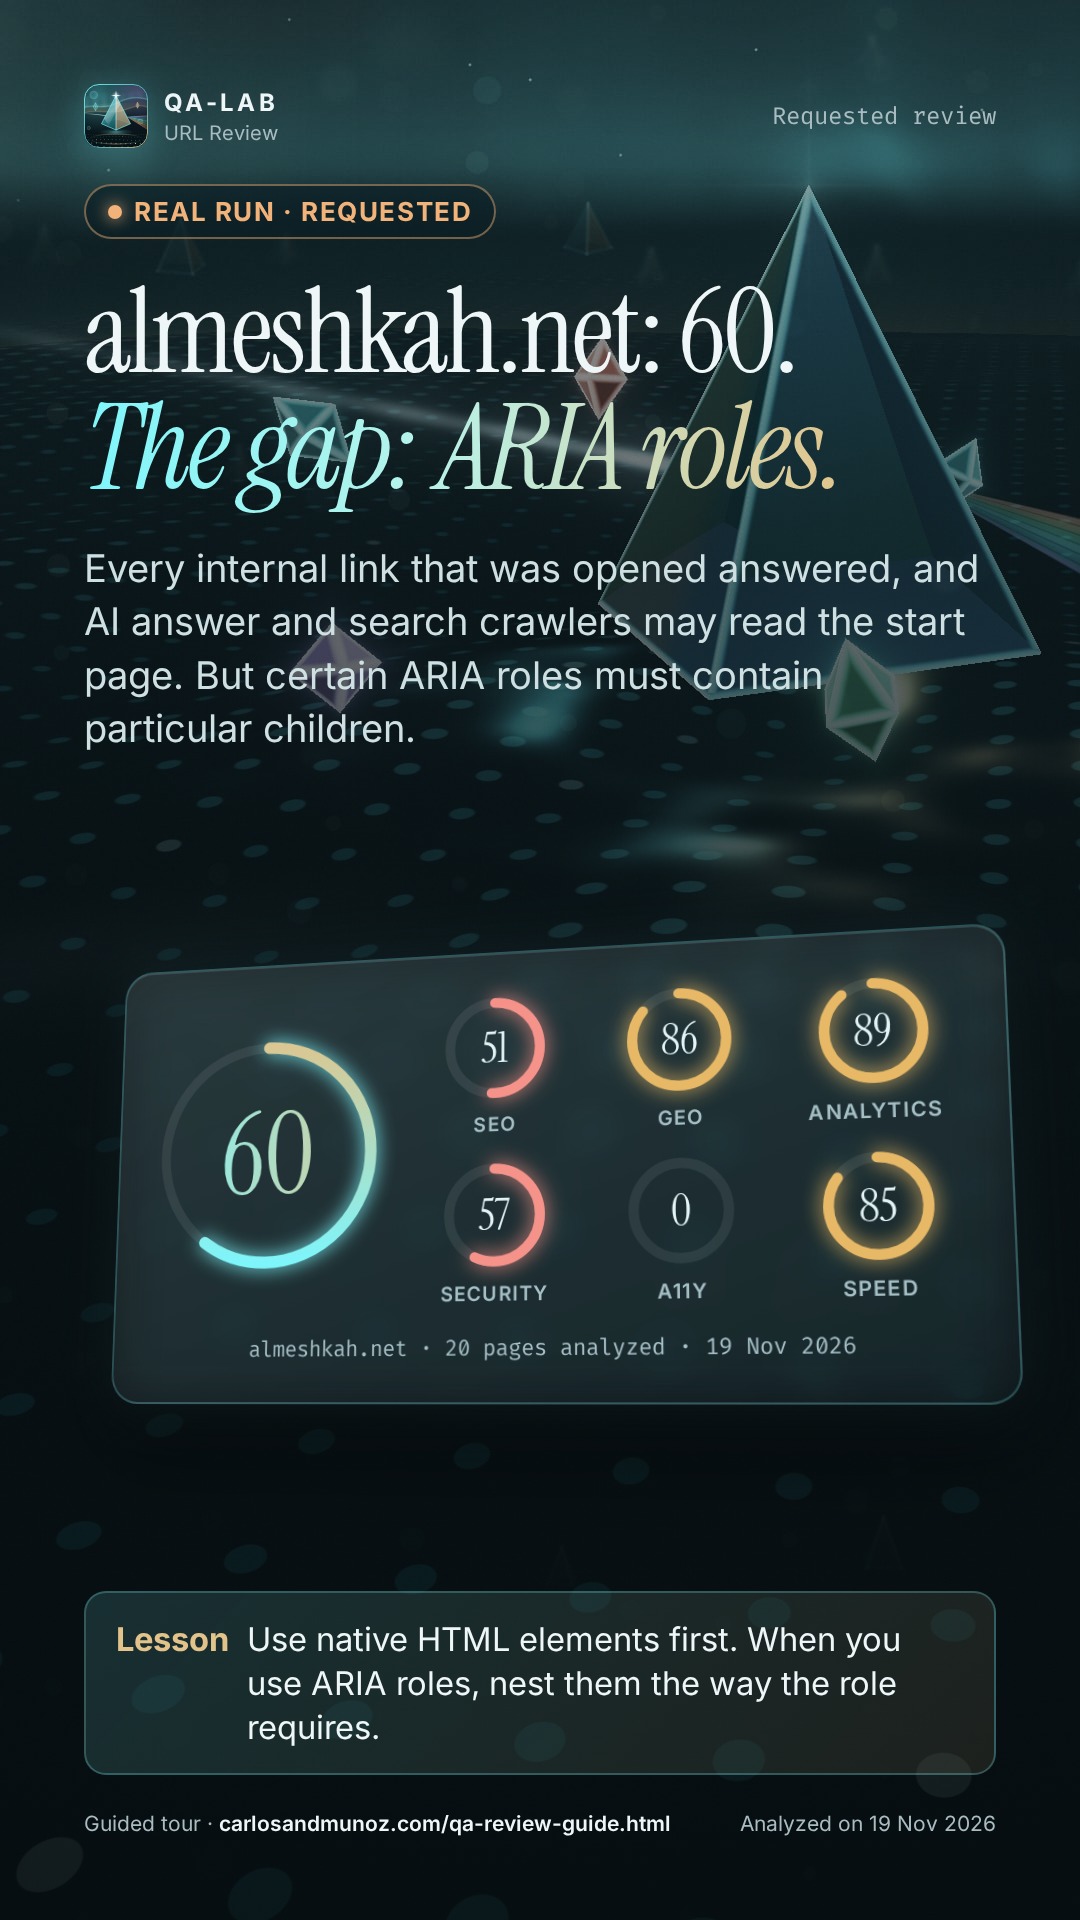 QA-LAB
URL Review
Requested review
REAL RUN · REQUESTED
almeshkah.net: 60.
The gap: ARIA roles.
Every internal link that was opened answered, and
AI answer and search crawlers may read the start
page. But certain ARIA roles must contain
particular children.
60
51
SEO
86
GEO
89
ANALYTICS
57
SECURITY
0
A11Y
85
SPEED
almeshkah.net · 20 pages analyzed · 19 Nov 2026
Lesson Use native HTML elements first. When you
use ARIA roles, nest them the way the role
requires.
Guided tour · carlosandmunoz.com/qa-review-guide.html
Analyzed on 19 Nov 2026